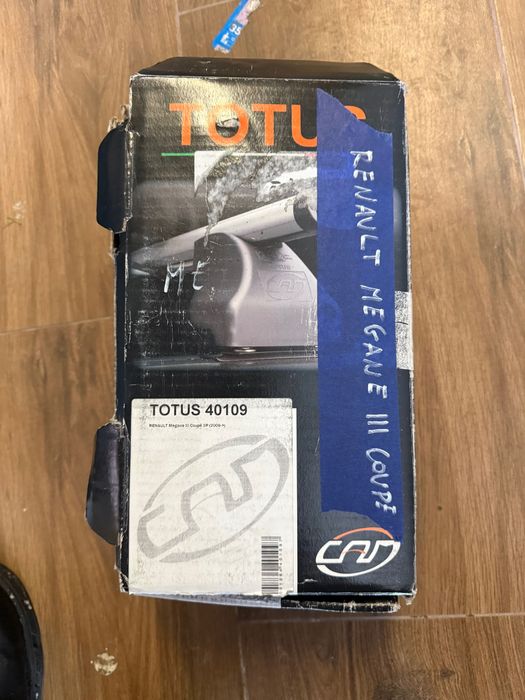 TOTUS
RENAULT MEGANE III COUPE
ME
TOTUS 40109
RENAULT Megane III Coupé 3P (2009->)